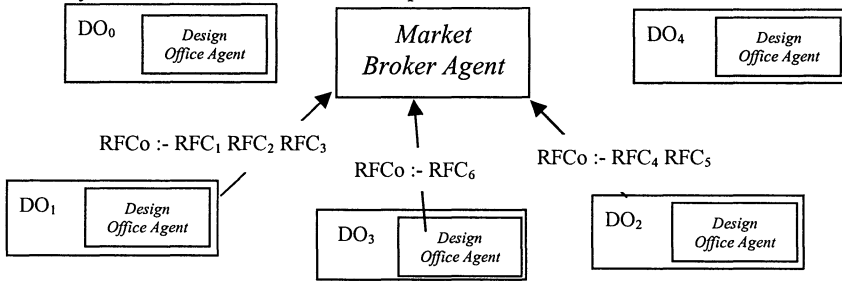 DO₀
Design
Office Agent
Market
Broker Agent
DO₄
Design
Office Agent
RFCo :- RFC₁ RFC₂ RFC₃
RFCo :- RFC₆
RFCo :- RFC₄ RFC₅
DO₁
Design
Office Agent
DO₃
Design
Office Agent
DO₂
Design
Office Agent